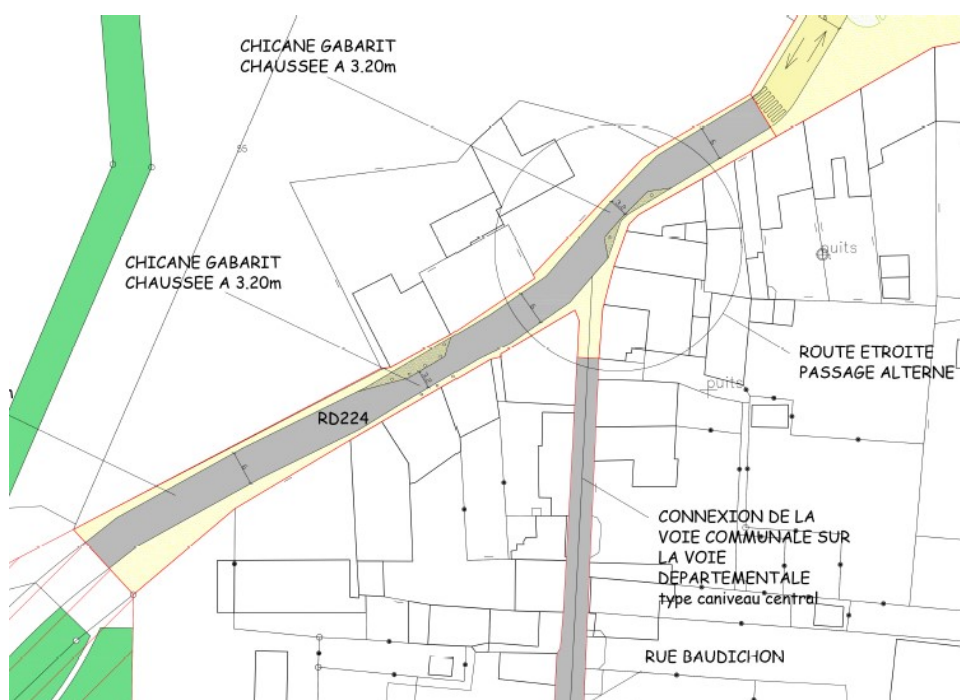 CHICANE GABARIT
CHAUSSEE A 3.20m
CHICANE GABARIT
CHAUSSEE A 3.20m
puits
ROUTE ETROITE
PASSAGE ALTERNE
puits
RD224
CONNEXION DE LA
VOIE COMMUNALE SUR
LA VOIE
DEPARTEMENTALE
type caniveau central
RUE BAUDICHON